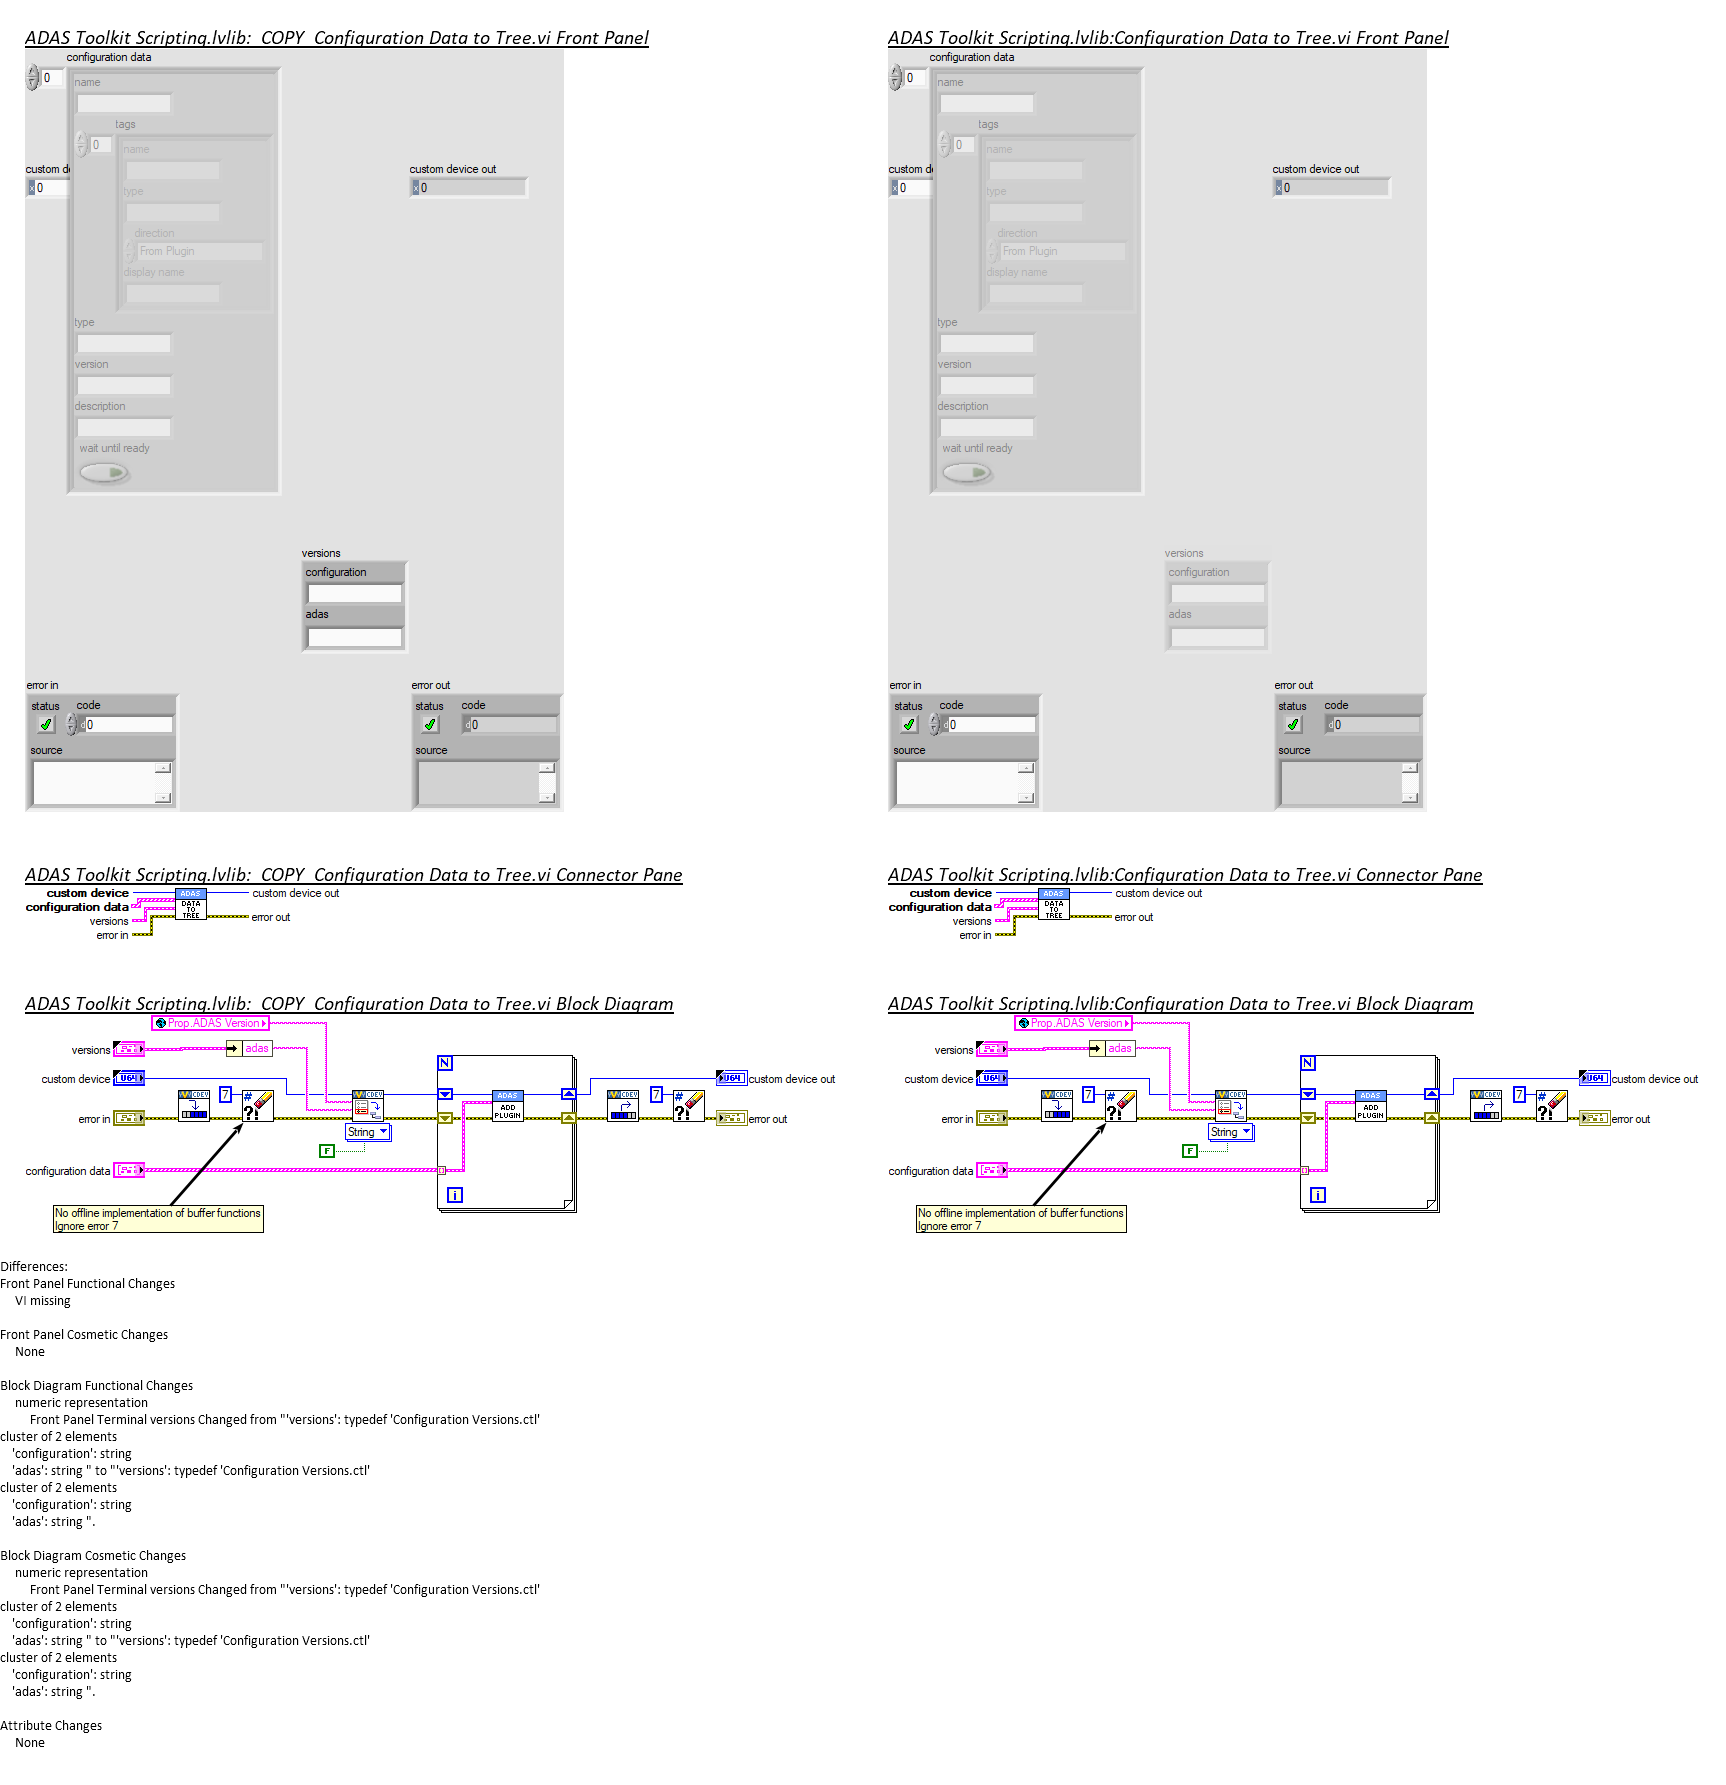 ADAS Toolkit Scripting.lvlib:  COPY  Configuration Data to Tree.vi Front Panel
configuration data
0
name
tags
0
name
custom d
x 0
type
direction
From Plugin
display name
type
version
description
wait until ready
custom device out
x 0
versions
configuration
adas
error in
status code
d 0
source
error out
status code
d 0
source
ADAS Toolkit Scripting.lvlib:Configuration Data to Tree.vi Front Panel
configuration data
0
name
tags
0
name
custom d
x 0
type
direction
From Plugin
display name
type
version
description
wait until ready
custom device out
x 0
versions
configuration
adas
error in
status code
d 0
source
error out
status code
d 0
source
ADAS Toolkit Scripting.lvlib:  COPY  Configuration Data to Tree.vi Connector Pane
custom device
configuration data
versions
error in
ADAS
DATA
TO
TREE
custom device out
error out
ADAS Toolkit Scripting.lvlib:Configuration Data to Tree.vi Connector Pane
custom device
configuration data
versions
error in
ADAS
DATA
TO
TREE
custom device out
error out
ADAS Toolkit Scripting.lvlib:  COPY  Configuration Data to Tree.vi Block Diagram
Prop.ADAS Version
versions
adas
N
custom device
U64
U64
custom device out
7
CDEV
CDEV
ADAS
ADD
PLUGIN
CDEV
7
# ?!
# ?!
error in
error out
String
F
configuration data
i
No offline implementation of buffer functions
Ignore error 7
ADAS Toolkit Scripting.lvlib:Configuration Data to Tree.vi Block Diagram
Prop.ADAS Version
versions
adas
N
custom device
U64
U64
custom device out
7
CDEV
CDEV
ADAS
ADD
PLUGIN
CDEV
7
# ?!
# ?!
error in
error out
String
F
configuration data
i
No offline implementation of buffer functions
Ignore error 7
Differences:
Front Panel Functional Changes
VI missing
Front Panel Cosmetic Changes
None
Block Diagram Functional Changes
numeric representation
Front Panel Terminal versions Changed from "'versions': typedef 'Configuration Versions.ctl'
cluster of 2 elements
'configuration': string
'adas': string " to "'versions': typedef 'Configuration Versions.ctl'
cluster of 2 elements
'configuration': string
'adas': string ".
Block Diagram Cosmetic Changes
numeric representation
Front Panel Terminal versions Changed from "'versions': typedef 'Configuration Versions.ctl'
cluster of 2 elements
'configuration': string
'adas': string " to "'versions': typedef 'Configuration Versions.ctl'
cluster of 2 elements
'configuration': string
'adas': string ".
Attribute Changes
None